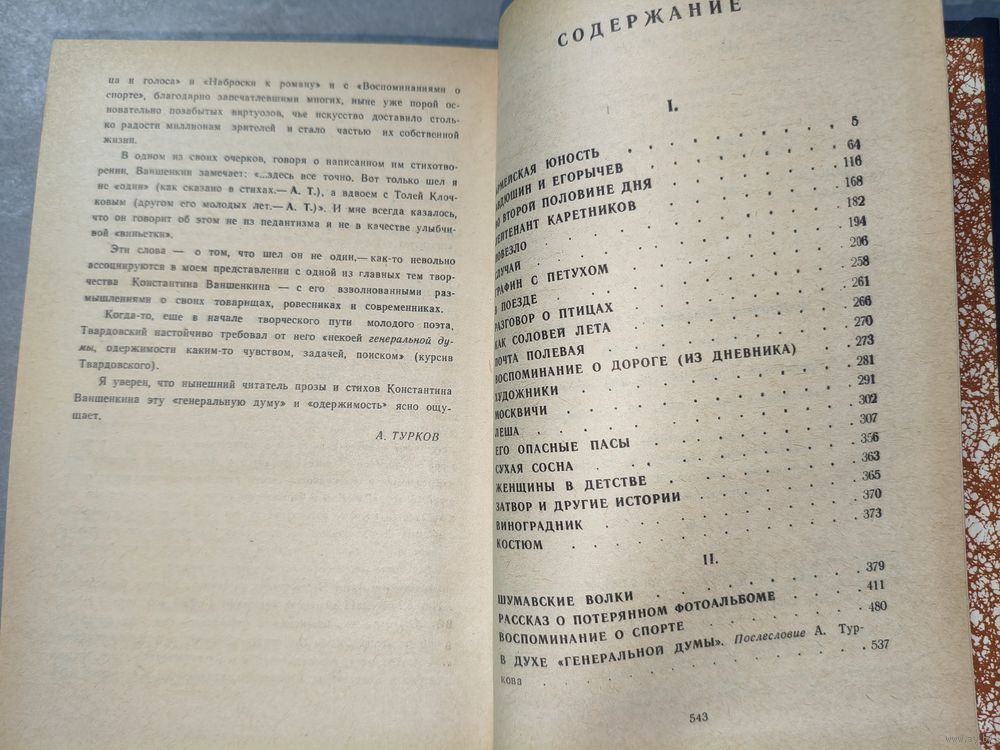 ца и голоса» и «Наброски к роману» и с «Воспоминаниями о
спорте», благодарно запечатлевшими многих, ныне уже порой ос-
новательно позабытых виртуозов, чье искусство доставило столь-
ко радости миллионам зрителей и стало частью их собственной
жизни.
В одном из своих очерков, говоря о написанном им стихотво-
рении, Ваншенкин замечает: «...здесь все точно. Вот только шел я
не «один» (как сказано в стихах.— А. Т.), а вдвоем с Толей Клоч-
ковым (другом его молодых лет.— А. Т.)». И мне всегда казалось,
что он говорит об этом не из педантизма и не в качестве улыбчи-
вой «виньетки».
Эти слова — о том, что шел он не один,— как-то невольно
ассоциируются в моем представлении с одной из главных тем твор-
чества Константина Ваншенкина — с его взволнованными раз-
мышлениями о своих товарищах, ровесниках и современниках.
Когда-то, еще в начале творческого пути молодого поэта,
Твардовский настойчиво требовал от него «некоей генеральной ду-
мы, одержимости каким-то чувством, задачей, поиском» (курсив
Твардовского).
Я уверен, что нынешний читатель прозы и стихов Константина
Ваншенкина эту «генеральную думу» и «одержимость» ясно ощу-
щает.
А. ТУРКОВ
СОДЕРЖАНИЕ
I.
АРМЕЙСКАЯ ЮНОСТЬ . . . . . . . 5
АВДЮШИН И ЕГОРЫЧЕВ . . . . . . . 64
ВО ВТОРОЙ ПОЛОВИНЕ ДНЯ . . . . . . . 116
ЛЕЙТЕНАНТ КАРЕТНИКОВ . . . . . . . 168
ПОВЕЗЛО . . . . . . . 182
СЛУЧАЙ . . . . . . . 194
ГРАФИН С ПЕТУХОМ . . . . . . . 206
В ПОЕЗДЕ . . . . . . . 258
РАЗГОВОР О ПТИЦАХ . . . . . . . 261
КАК СОЛОВЕЙ ЛЕТА . . . . . . . 266
ПОЧТА ПОЛЕВАЯ . . . . . . . 270
ВОСПОМИНАНИЕ О ДОРОГЕ (ИЗ ДНЕВНИКА) . . . 273
ХУДОЖНИКИ . . . . . . . 281
МОСКВИЧИ . . . . . . . 291
ЛЕША . . . . . . . 302
ЕГО ОПАСНЫЕ ПАСЫ . . . . . . . 307
СУХАЯ СОСНА . . . . . . . 356
ЖЕНЩИНЫ В ДЕТСТВЕ . . . . . . . 363
ЗАТВОР И ДРУГИЕ ИСТОРИИ . . . . . . . 365
ВИНОГРАДНИК . . . . . . . 370
КОСТЮМ . . . . . . . 373
II.
ШУМАВСКИЕ ВОЛКИ . . . . . . . 379
РАССКАЗ О ПОТЕРЯННОМ ФОТОАЛЬБОМЕ . . . 411
ВОСПОМИНАНИЕ О СПОРТЕ . . . . . . . 480
В ДУХЕ «ГЕНЕРАЛЬНОЙ ДУМЫ». Послесловие А. Тур-
кова . . . . . . . 537
543